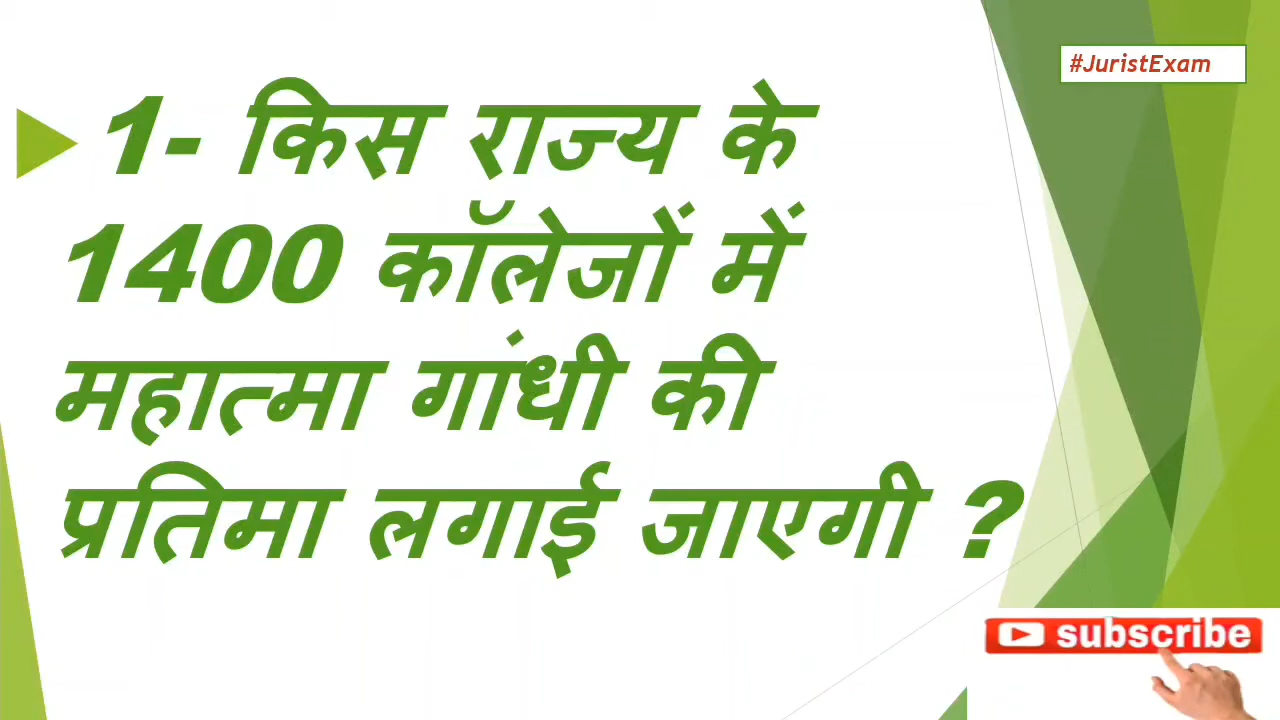 #JuristExam
1- किस राज्य के
1400 कॉलेजों में
महात्मा गांधी की
प्रतिमा लगाई जाएगी ?
subscribe